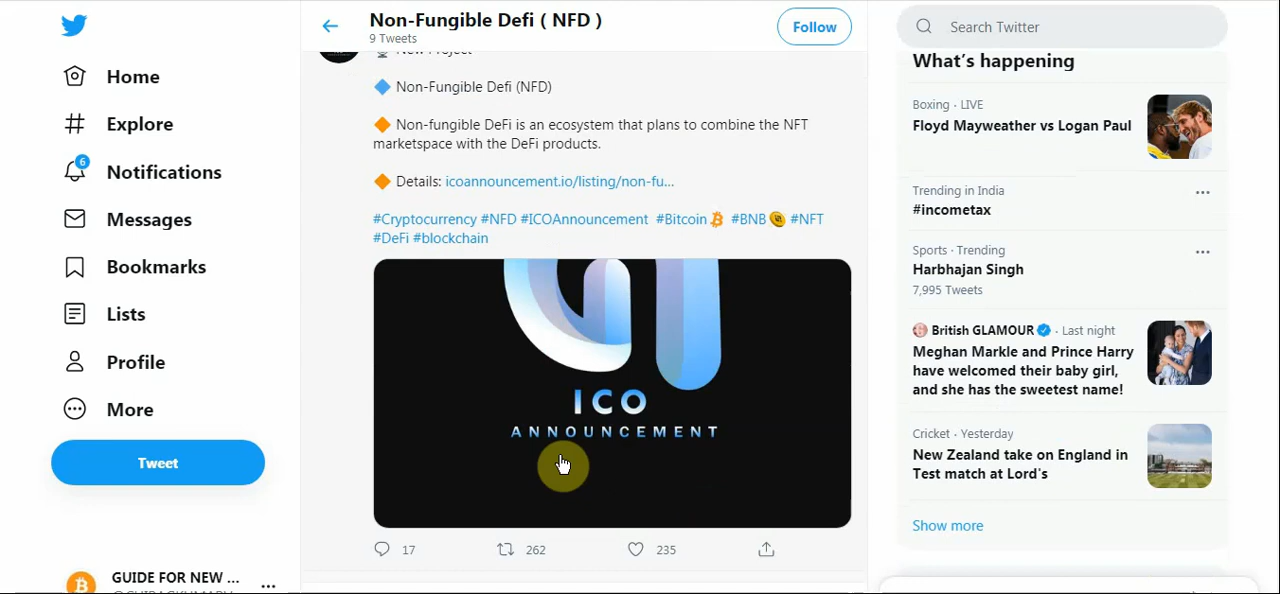 Non-Fungible Defi ( NFD )
9 Tweets
Follow
Home
Explore
6
Notifications
Messages
Bookmarks
Lists
Profile
More
Tweet
GUIDE FOR NEW ...
New Project
Non-Fungible Defi (NFD)
Non-fungible DeFi is an ecosystem that plans to combine the NFT
marketspace with the DeFi products.
Details: icoannouncement.io/listing/non-fu...
#Cryptocurrency #NFD #ICOAnnouncement #Bitcoin #BNB #NFT
#DeFi #blockchain
ICO
ANNOUNCEMENT
17 262 235
Search Twitter
What's happening
Boxing · LIVE
Floyd Mayweather vs Logan Paul
Trending in India
#incometax
Sports · Trending
Harbhajan Singh
7,995 Tweets
British GLAMOUR · Last night
Meghan Markle and Prince Harry
have welcomed their baby girl,
and she has the sweetest name!
Cricket · Yesterday
New Zealand take on England in
Test match at Lord's
Show more